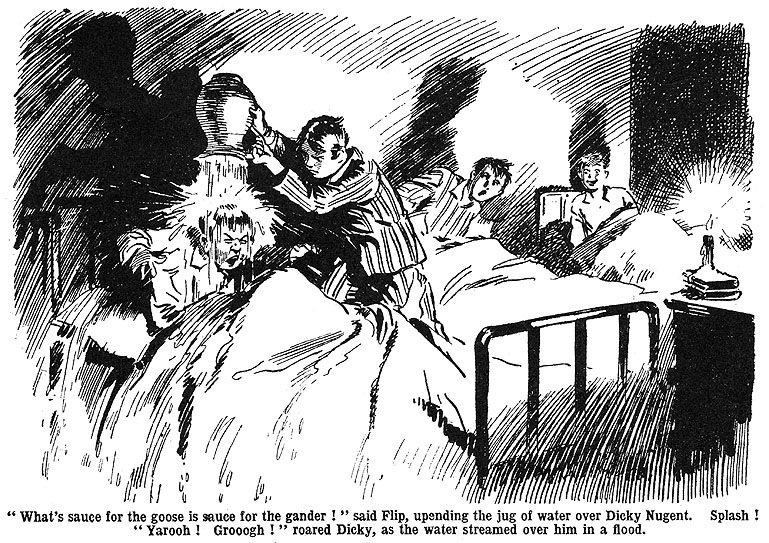 “ What's sauce for the goose is sauce for the gander ! ” said Flip, upending the jug of water over Dicky Nugent. Splash !
“ Yarooh ! Grooogh ! ” roared Dicky, as the water streamed over him in a flood.